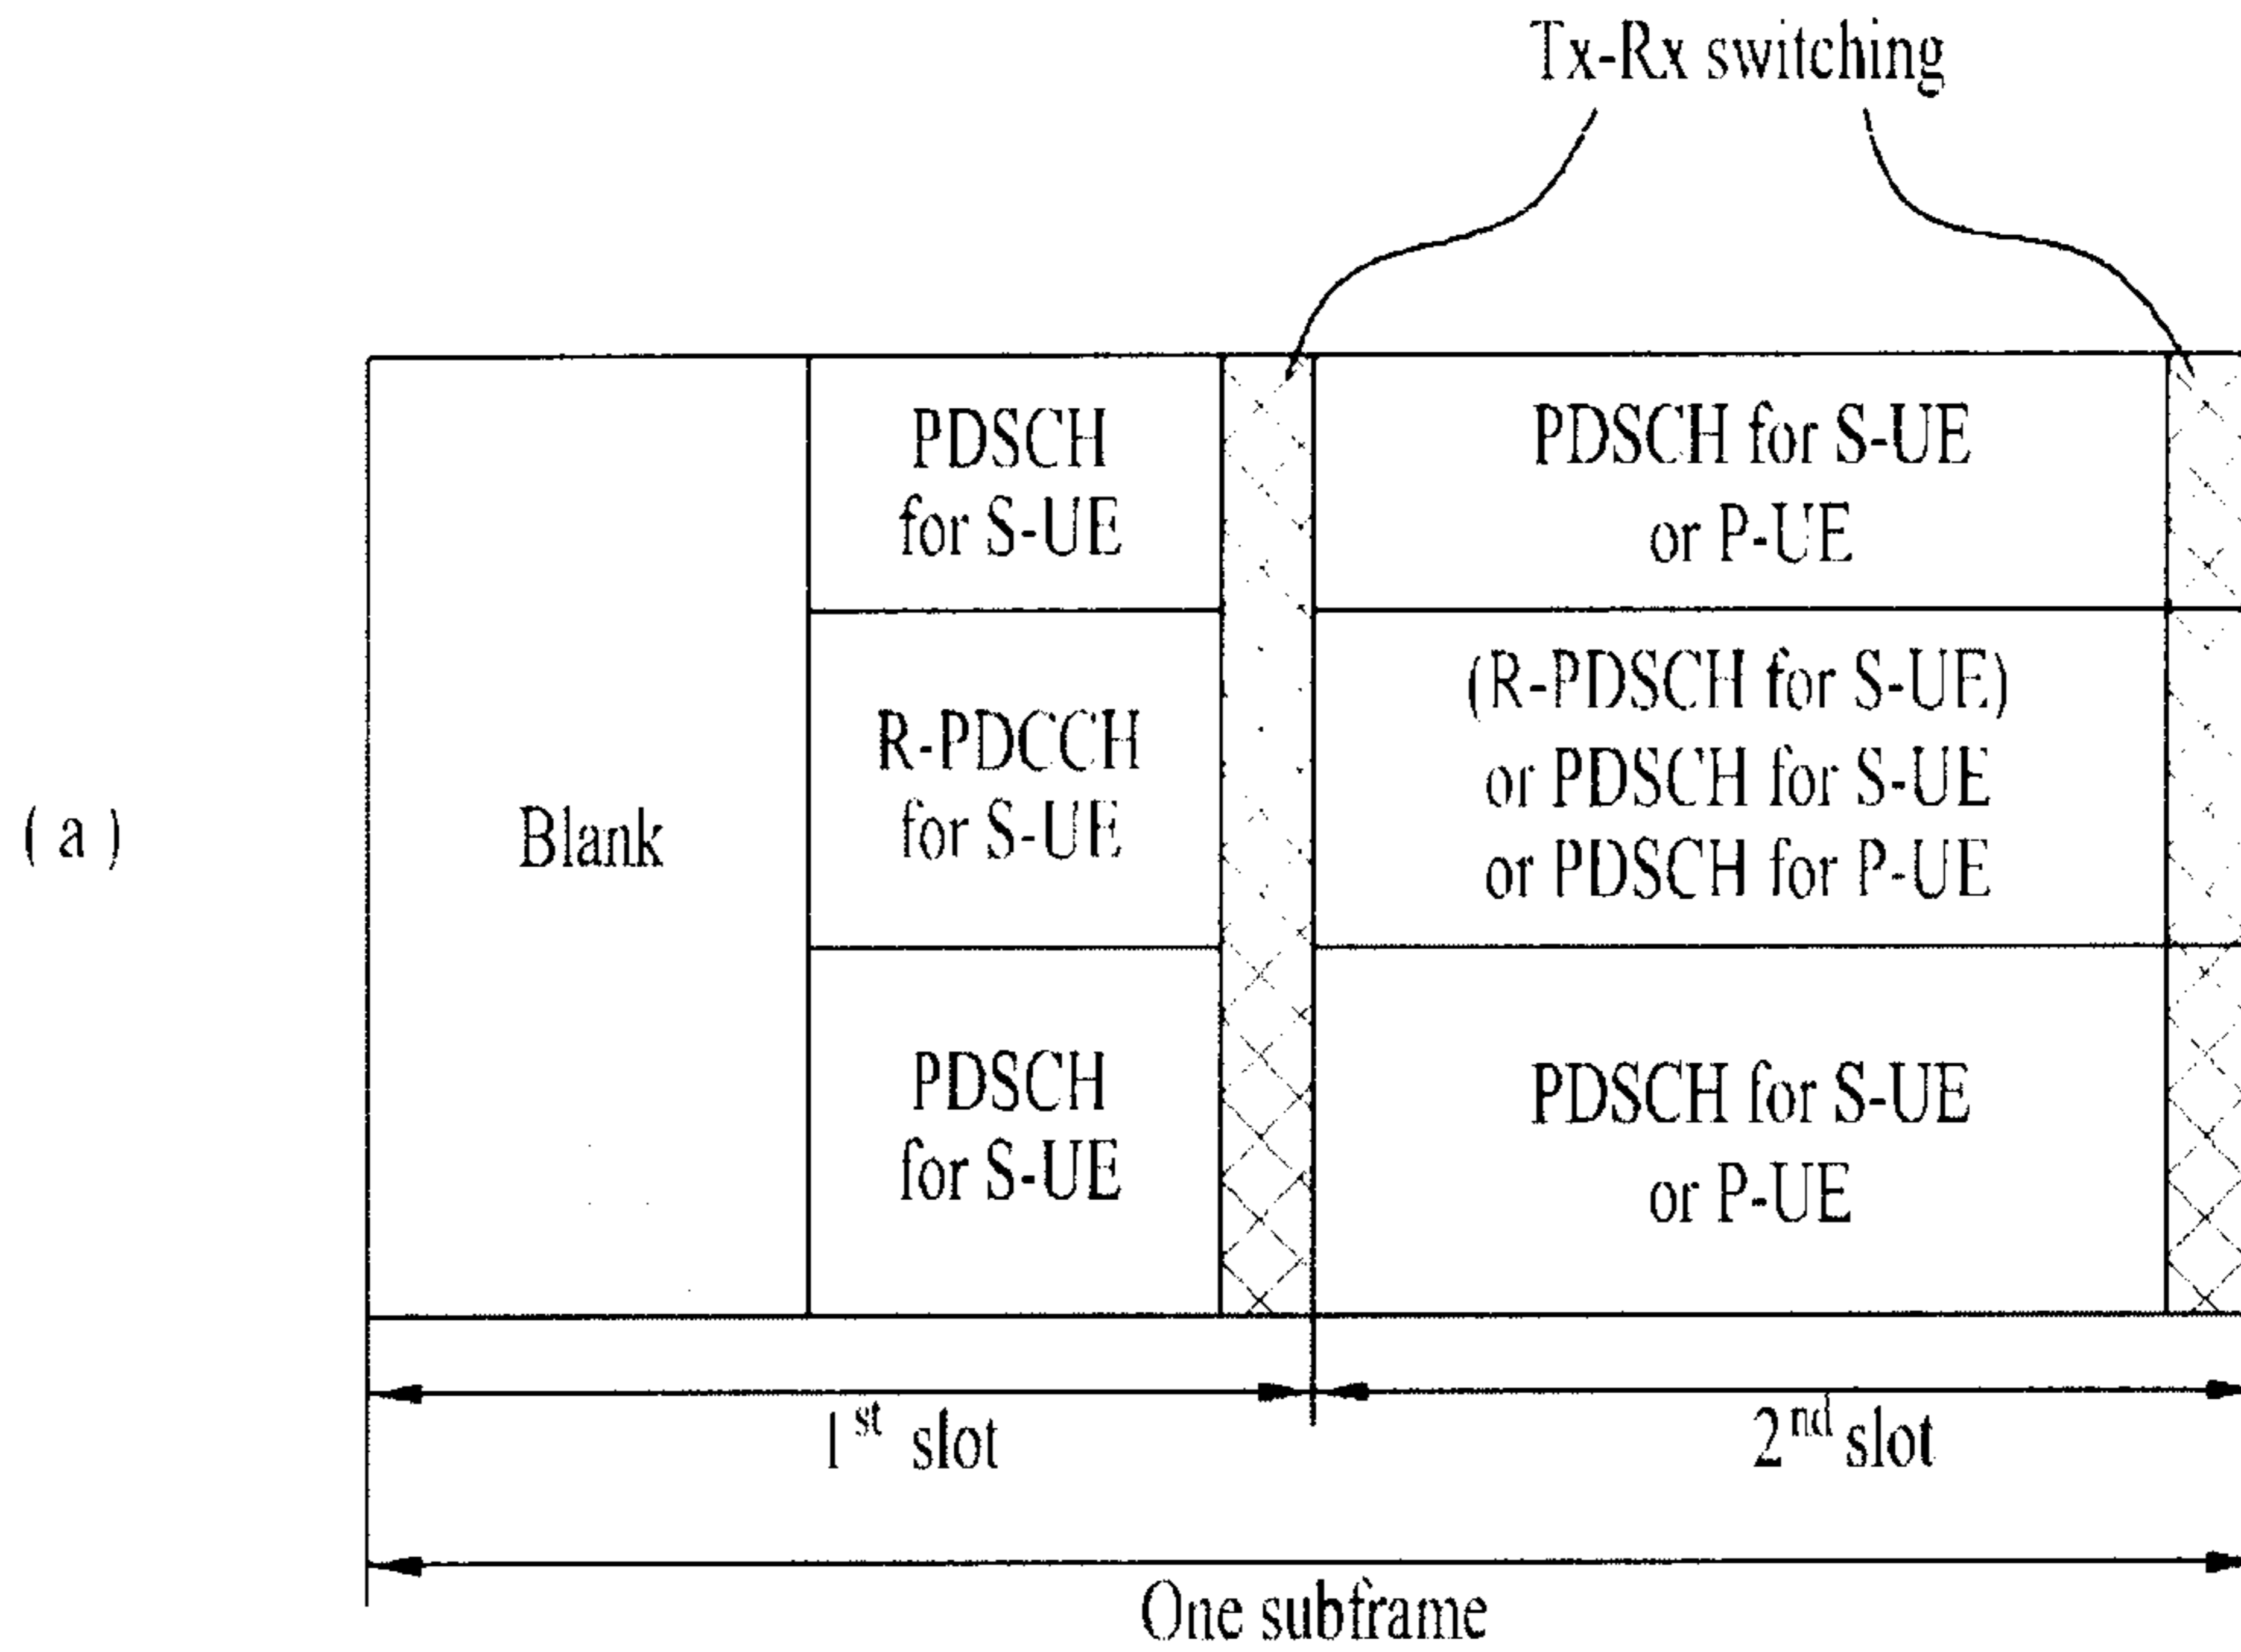 Tx-Rx switching
PDSCH
for S-UE
PDSCH for S-UE
or P-UE
(a)
Blank
R-PDCCH
for S-UE
(R-PDSCH for S-UE)
or PDSCH for S-UE
or PDSCH for P-UE
PDSCH
for S-UE
PDSCH for S-UE
or P-UE
1st slot
2nd slot
One subframe